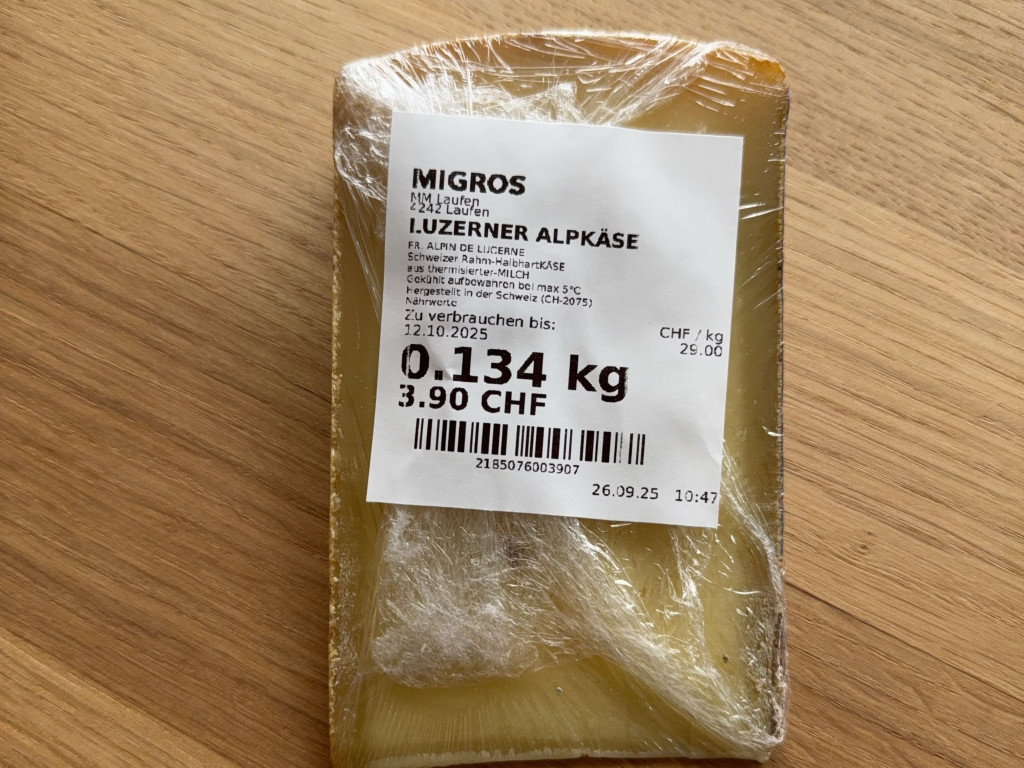 MIGROS
MM Laufen
4242 Laufen
LUZERNER ALPKÄSE
FR. ALPIN DE LUCERNE
Schweizer Rahm-HalbhartKÄSE
aus thermisierter-MILCH
Gekühlt aufbewahren bei max 5°C
Hergestellt in der Schweiz (CH-2075)
Nährwerte
Zu verbrauchen bis:
12.10.2025
CHF / kg
29.00
0.134 kg
3.90 CHF
2185076003907
26.09.25 10:47